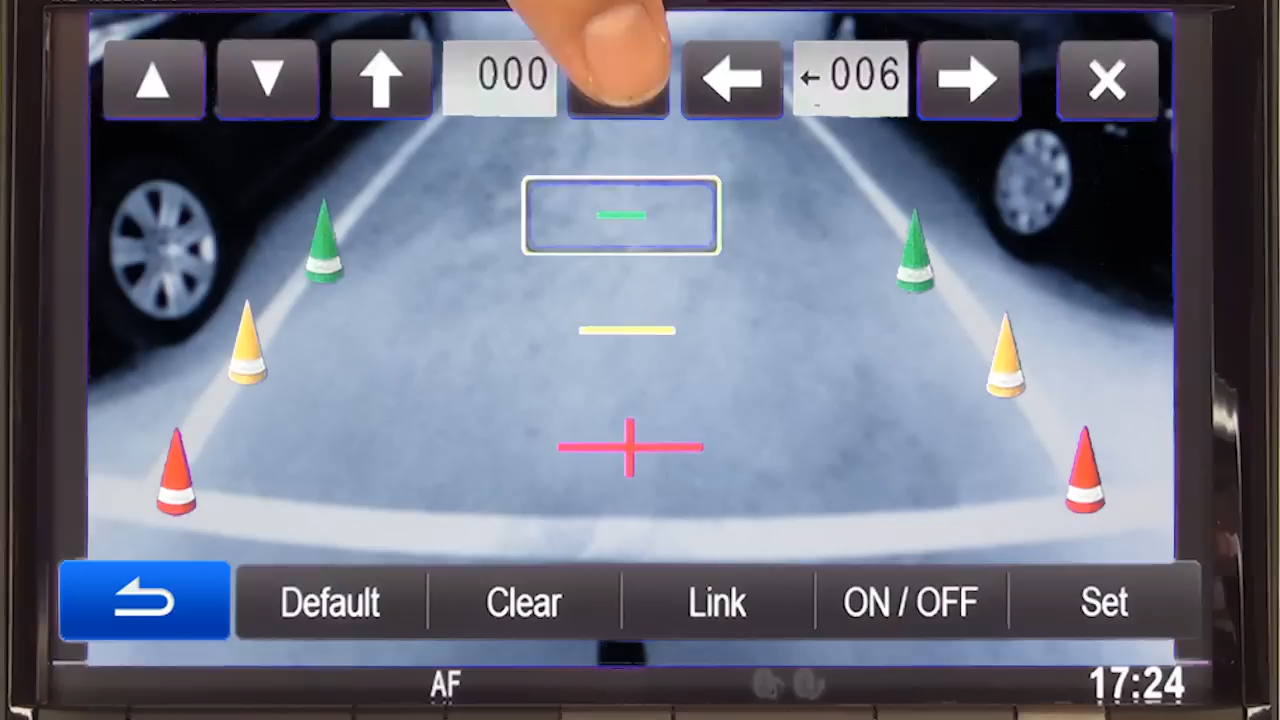 000
←006
Default
Clear
Link
ON / OFF
Set
AF
17:24